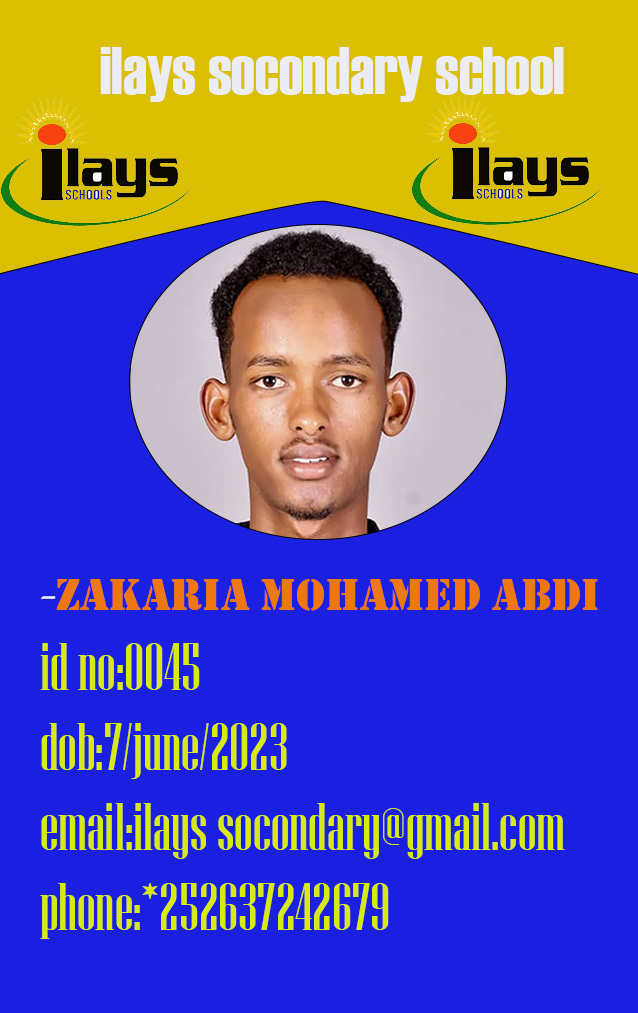 ilays socondary school
ilays
SCHOOLS
ilays
SCHOOLS
-ZAKARIA MOHAMED ABDI
id no:0045
dob:7/june/2023
email:ilays socondary@gmail.com
phone:*252637242679